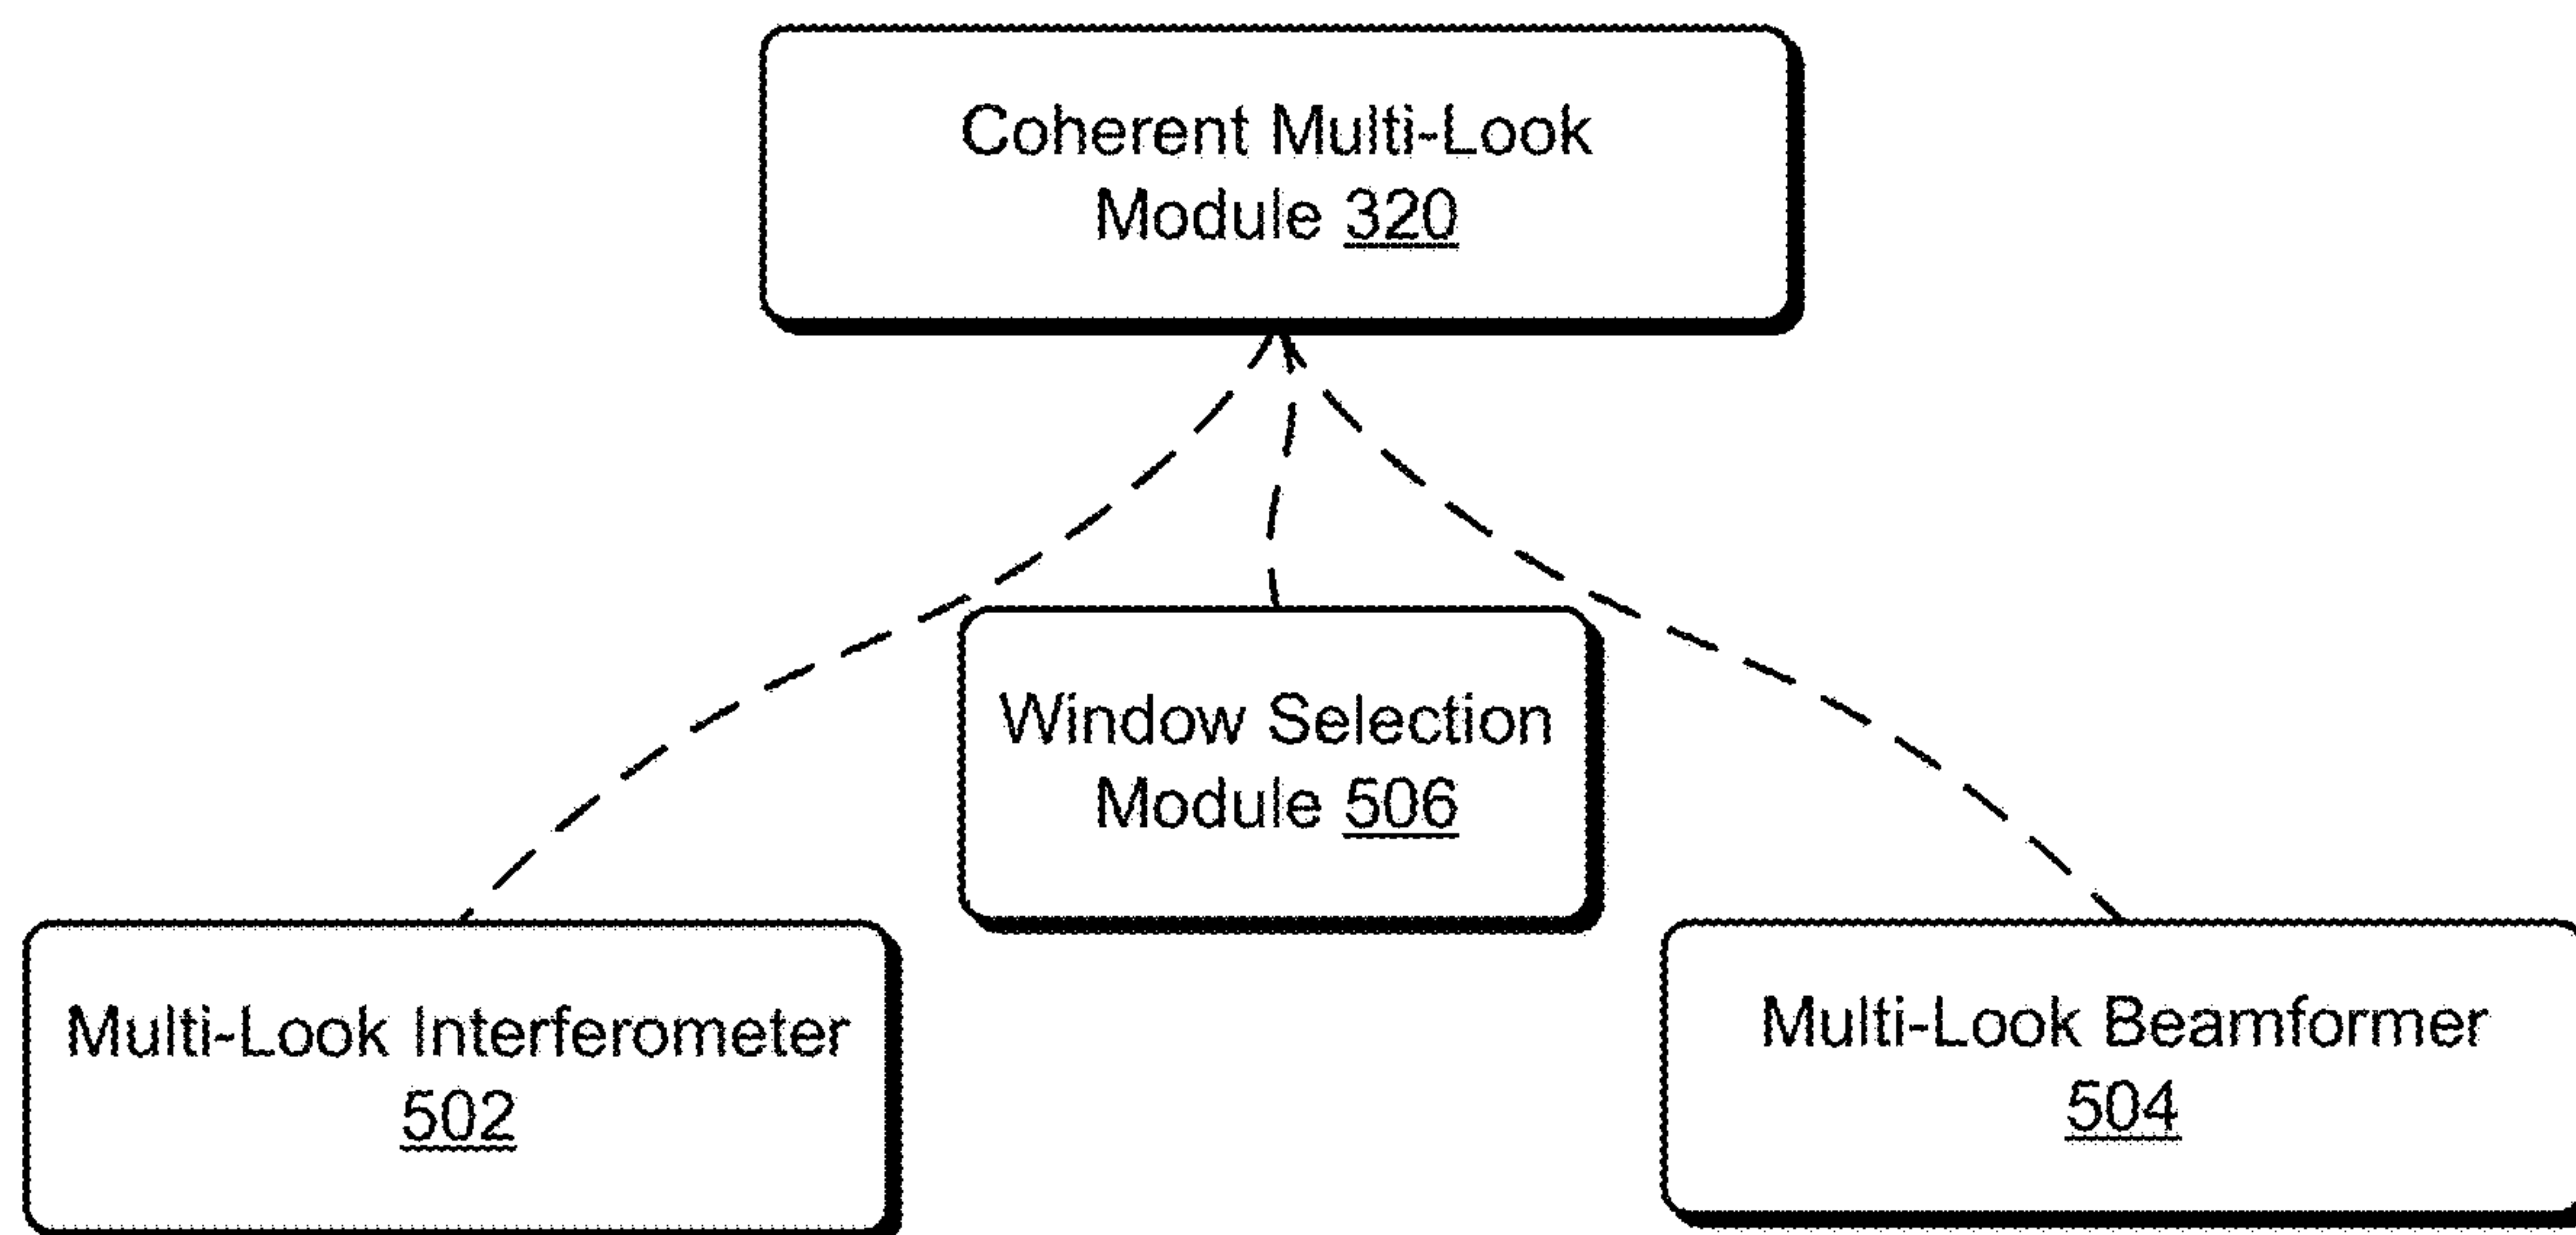 Coherent Multi-Look
Module 320
Window Selection
Module 506
Multi-Look Interferometer
502
Multi-Look Beamformer
504